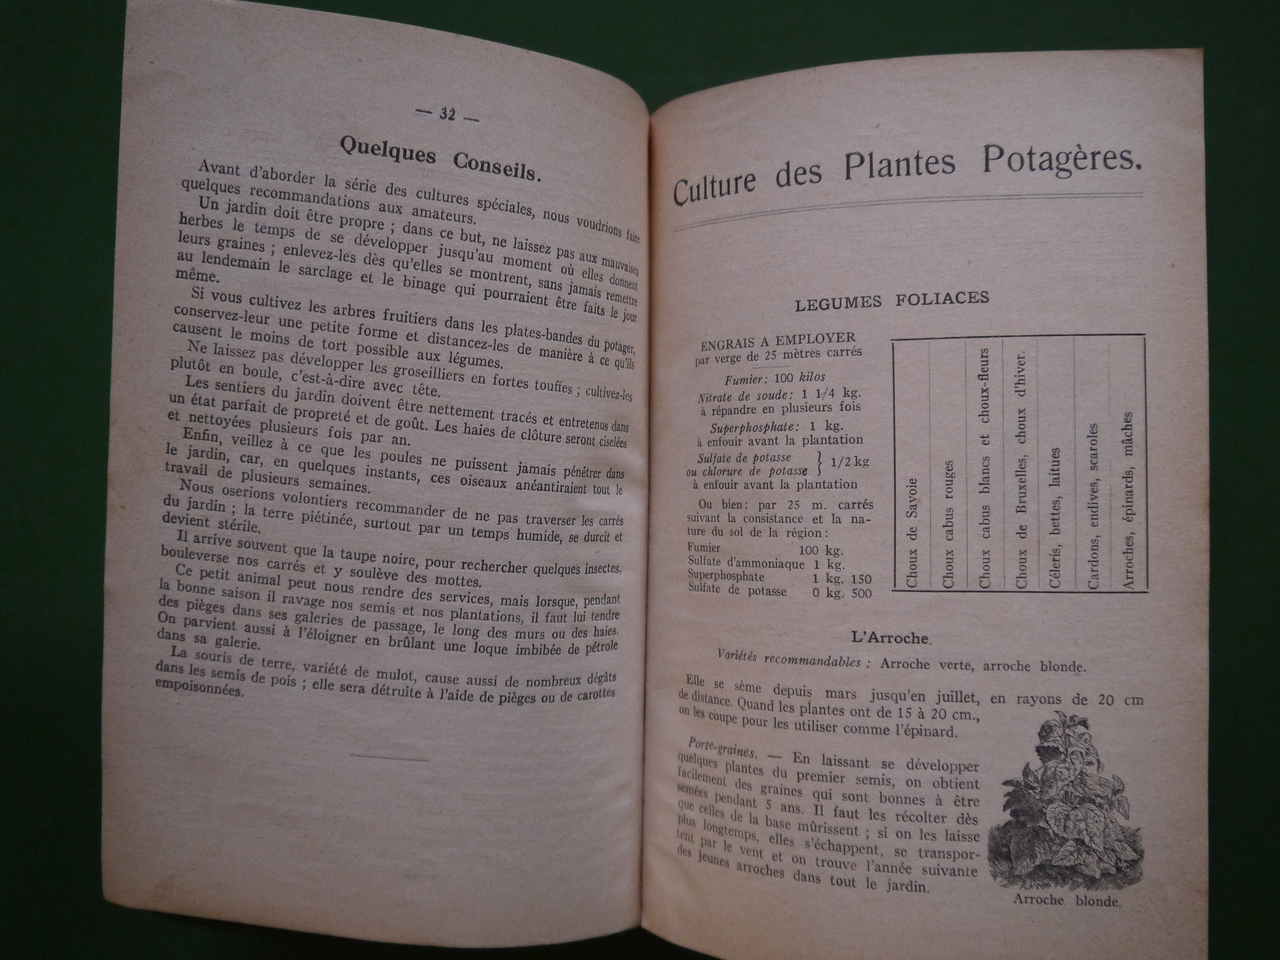 — 32 —
Quelques Conseils.
Avant d'aborder la série des cultures spéciales, nous voudrions faire
quelques recommandations aux amateurs.
Un jardin doit être propre ; dans ce but, ne laissez pas aux mauvaises
herbes le temps de se développer jusqu'au moment où elles donnent
leurs graines ; enlevez-les dès qu'elles se montrent, sans jamais remettre
au lendemain le sarclage et le binage qui pourraient être faits le jour
même.
Si vous cultivez les arbres fruitiers dans les plates-bandes du potager,
conservez-leur une petite forme et distancez-les de manière à ce qu'ils
causent le moins de tort possible aux légumes.
Ne laissez pas développer les groseilliers en fortes touffes ; cultivez-les
plutôt en boule, c'est-à-dire avec tête.
Les sentiers du jardin doivent être nettement tracés et entretenus dans
un état parfait de propreté et de goût. Les haies de clôture seront ciselées
et nettoyées plusieurs fois par an.
Enfin, veillez à ce que les poules ne puissent jamais pénétrer dans
le jardin, car, en quelques instants, ces oiseaux anéantiraient tout le
travail de plusieurs semaines.
Nous oserions volontiers recommander de ne pas traverser les carrés
du jardin ; la terre piétinée, surtout par un temps humide, se durcit et
devient stérile.
Il arrive souvent que la taupe noire, pour rechercher quelques insectes,
bouleverse nos carrés et y soulève des mottes.
Ce petit animal peut nous rendre des services, mais lorsque, pendant
la bonne saison il ravage nos semis et nos plantations, il faut lui tendre
des pièges dans ses galeries de passage, le long des murs ou des haies.
On parvient aussi à l'éloigner en brûlant une loque imbibée de pétrole
dans sa galerie.
La souris de terre, variété de mulot, cause aussi de nombreux dégâts
dans les semis de pois ; elle sera détruite à l'aide de pièges ou de carottes
empoisonnées.
Culture des Plantes Potagères.
LEGUMES FOLIACES
ENGRAIS A EMPLOYER
par verge de 25 mètres carrés
Fumier : 100 kilos
Nitrate de soude : 1 1/4 kg.
à répandre en plusieurs fois
Superphosphate : 1 kg.
à enfouir avant la plantation
Sulfate de potasse
ou chlorure de potasse } 1/2 kg
à enfouir avant la plantation
Ou bien : par 25 m. carrés
suivant la consistance et la na-
ture du sol de la région :
Fumier 100 kg.
Sulfate d'ammoniaque 1 kg.
Superphosphate 1 kg. 150
Sulfate de potasse 0 kg. 500
Choux de Savoie
Choux cabus rouges
Choux cabus blancs et choux-fleurs
Choux de Bruxelles, choux d'hiver.
Céleris, bettes, laitues
Cardons, endives, scaroles
Arroches, épinards, mâches
L'Arroche.
Variétés recommandables : Arroche verte, arroche blonde.
Elle se sème depuis mars jusqu'en juillet, en rayons de 20 cm
de distance. Quand les plantes ont de 15 à 20 cm.,
on les coupe pour les utiliser comme l'épinard.
Porte-graines. — En laissant se développer
quelques plantes du premier semis, on obtient
facilement des graines qui sont bonnes à être
semées pendant 5 ans. Il faut les récolter dès
que celles de la base mûrissent ; si on les laisse
plus longtemps, elles s'échappent, se transpor-
tent par le vent et on trouve l'année suivante
des jeunes arroches dans tout le jardin.
Arroche blonde.